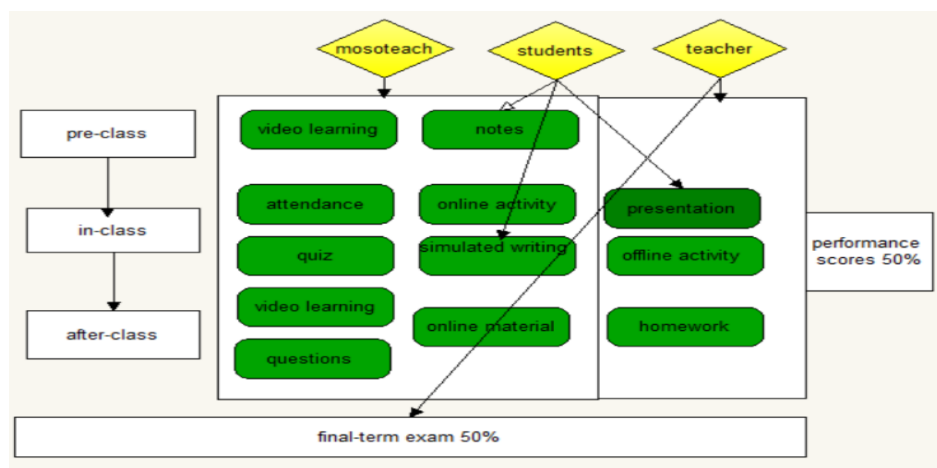 mosoteach
students
teacher
pre-class
video learning
notes
attendance
online activity
presentation
in-class
quiz
simulated writing
offline activity
performance
scores 50%
video learning
after-class
online material
homework
questions
final-term exam 50%